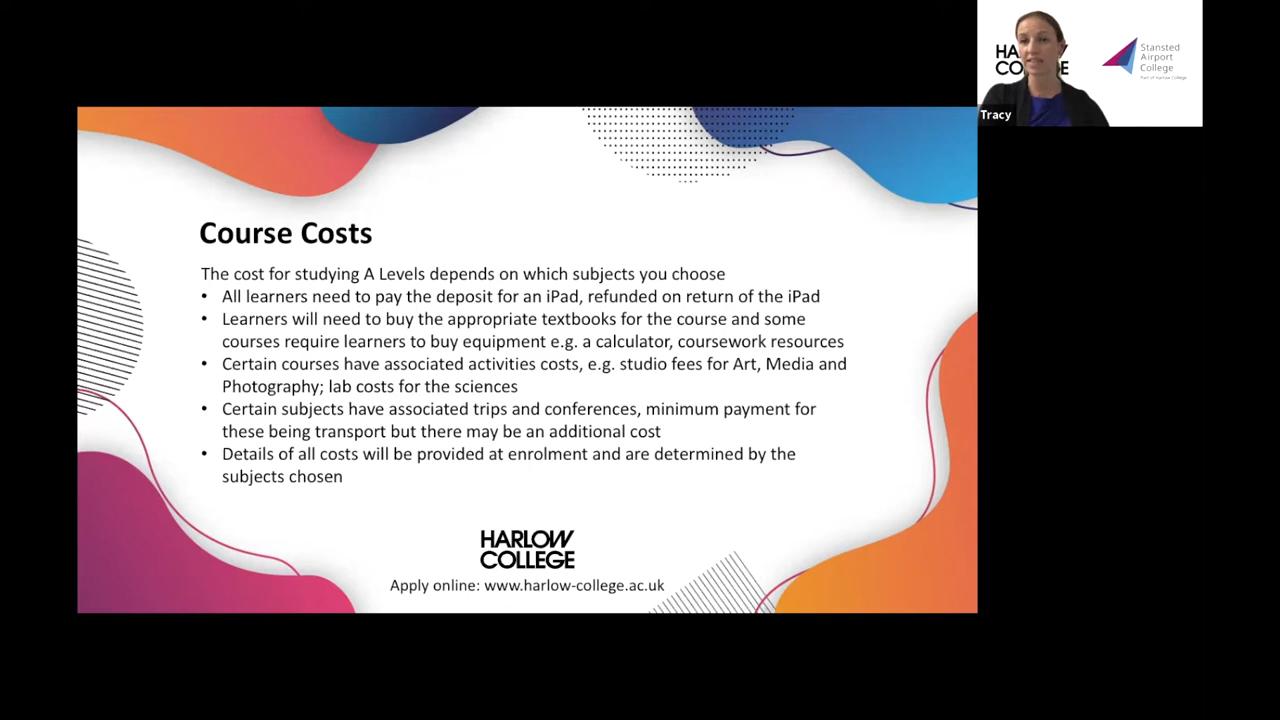 HARLOW
COLLEGE
Stansted
Airport
College
Part of Harlow College
Tracy
Course Costs
The cost for studying A Levels depends on which subjects you choose
• All learners need to pay the deposit for an iPad, refunded on return of the iPad
• Learners will need to buy the appropriate textbooks for the course and some
courses require learners to buy equipment e.g. a calculator, coursework resources
• Certain courses have associated activities costs, e.g. studio fees for Art, Media and
Photography; lab costs for the sciences
• Certain subjects have associated trips and conferences, minimum payment for
these being transport but there may be an additional cost
• Details of all costs will be provided at enrolment and are determined by the
subjects chosen
HARLOW
COLLEGE
Apply online: www.harlow-college.ac.uk